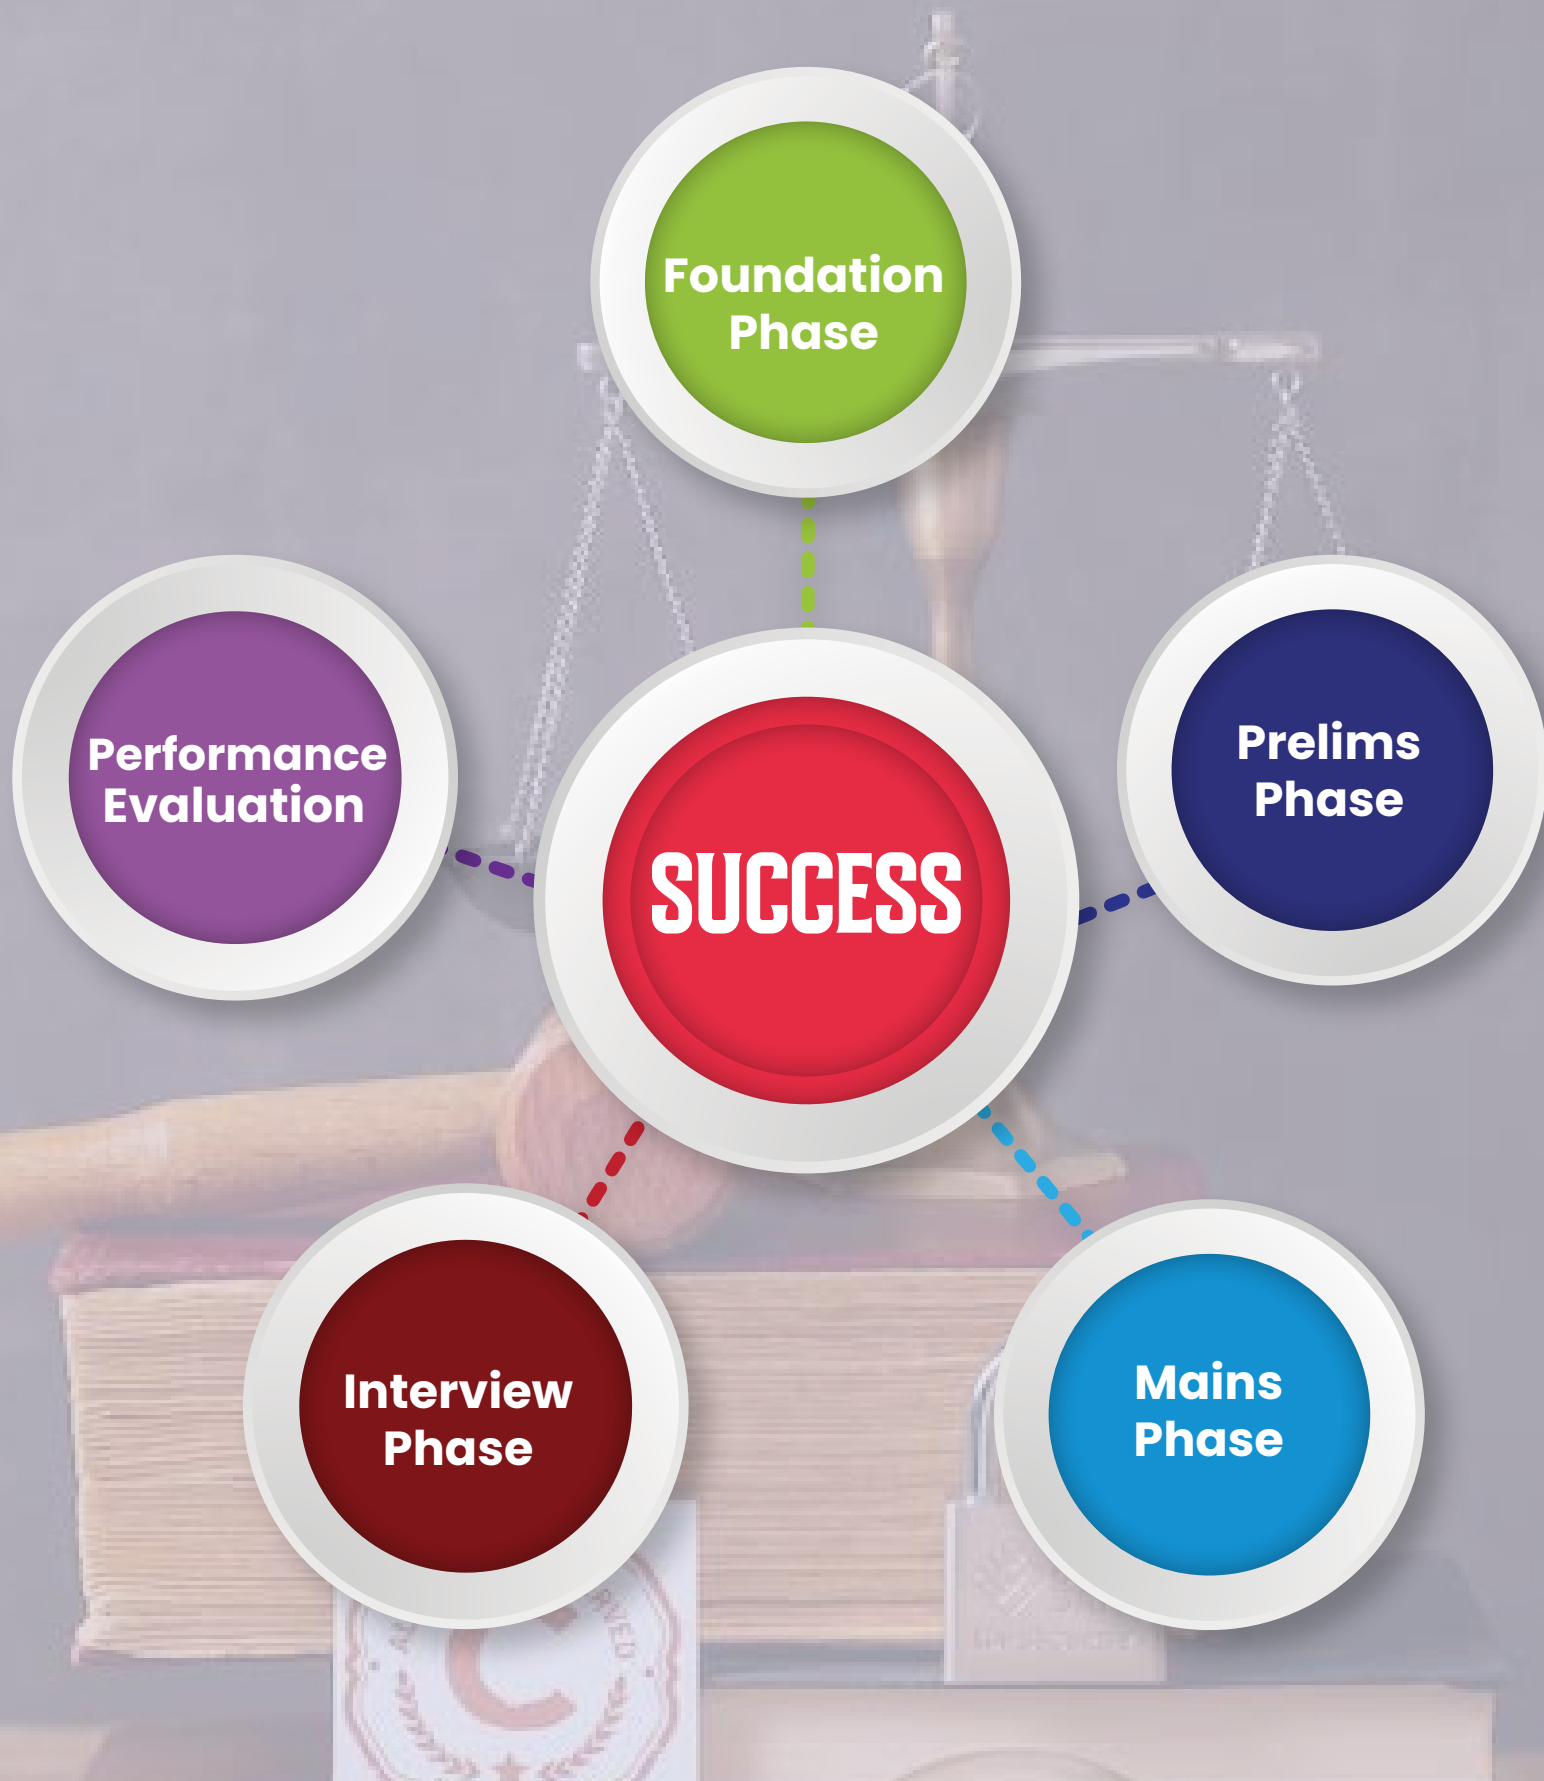 Foundation
Phase
Performance
Evaluation
Prelims
Phase
SUCCESS
Interview
Phase
Mains
Phase
C